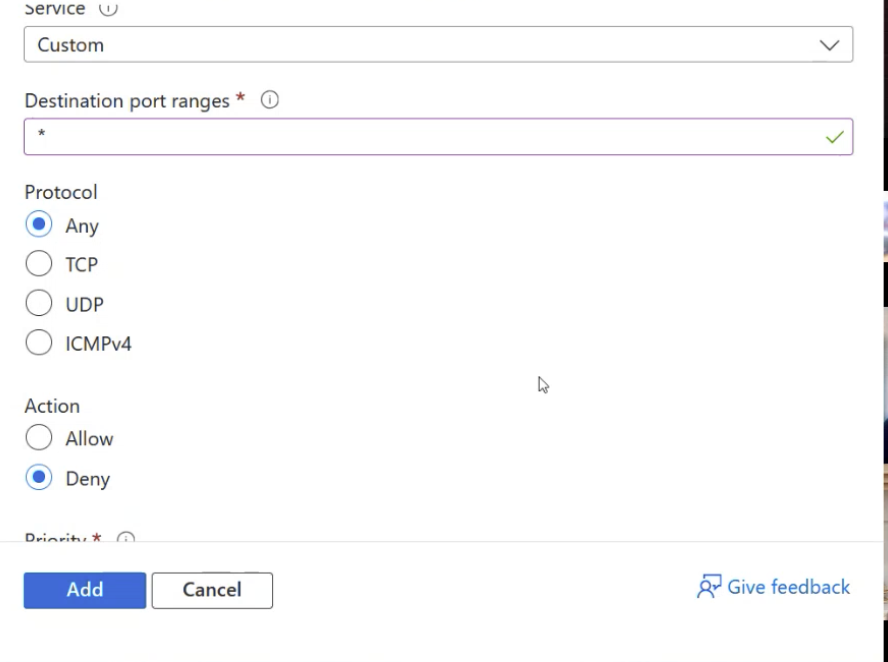 Service
Custom
Destination port ranges *
*
Protocol
Any
TCP
UDP
ICMPv4
Action
Allow
Deny
Priority *
Add Cancel Give feedback